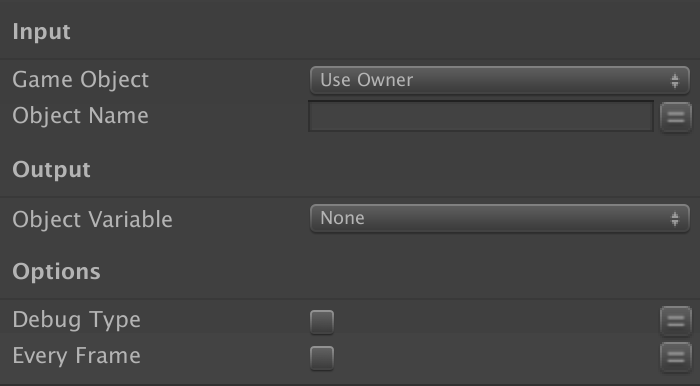 Input
Game Object Use Owner
Object Name
Output
Object Variable None
Options
Debug Type
Every Frame